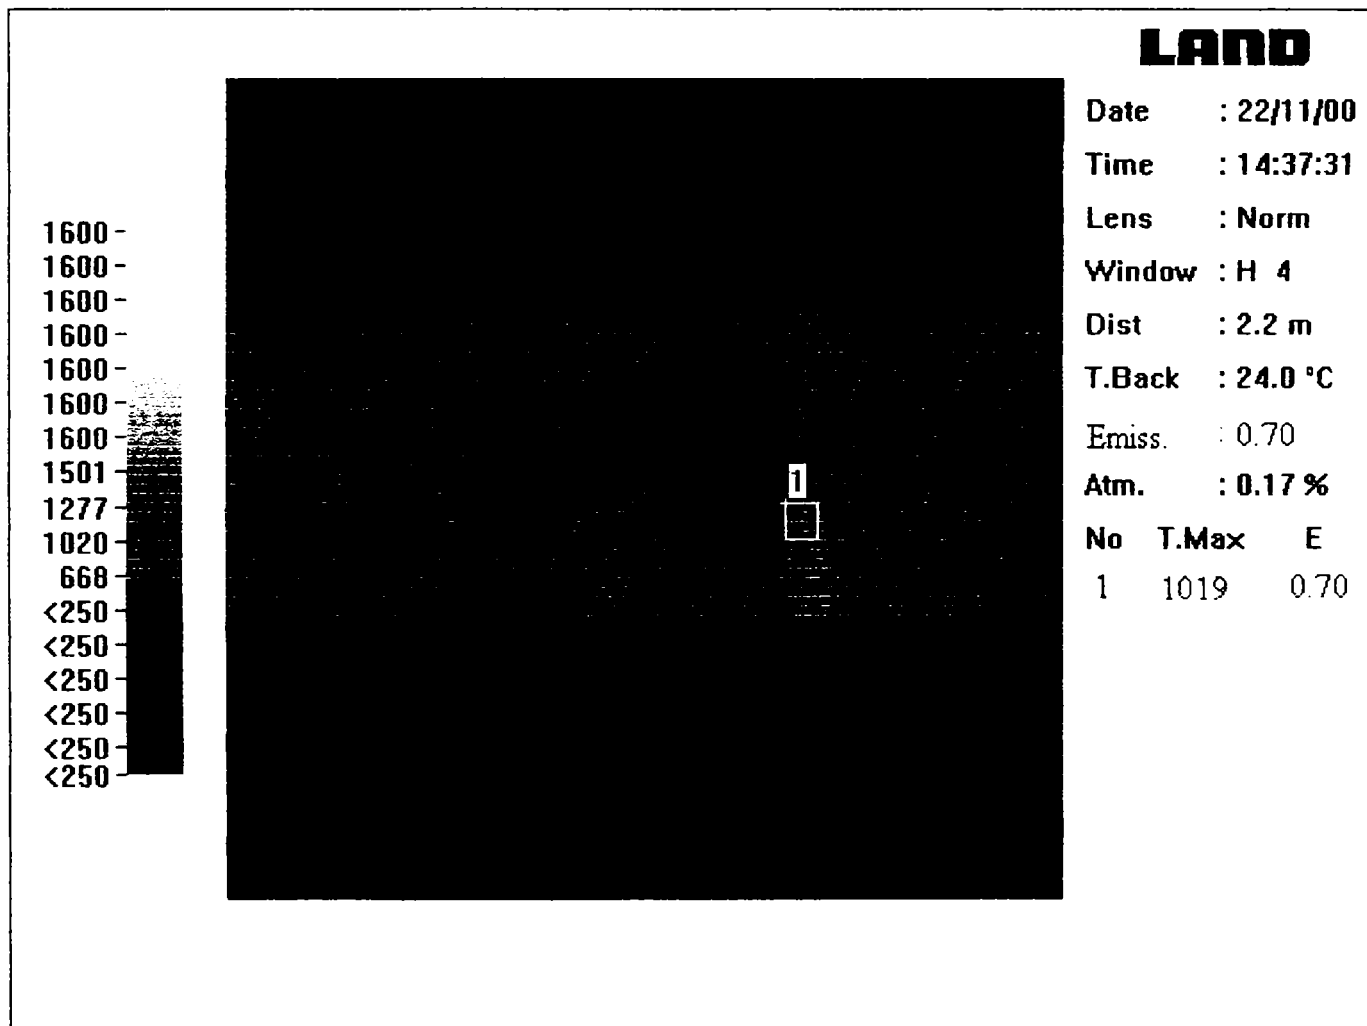 LAND
Date : 22/11/00
Time : 14:37:31
Lens : Norm
Window : H 4
Dist : 2.2 m
T.Back : 24.0 °C
Emiss. : 0.70
Atm. : 0.17 %
No T.Max E
1 1019 0.70
1600
1600
1600
1600
1600
1600
1600
1501
1277
1020
668
<250
<250
<250
<250
<250
<250
1